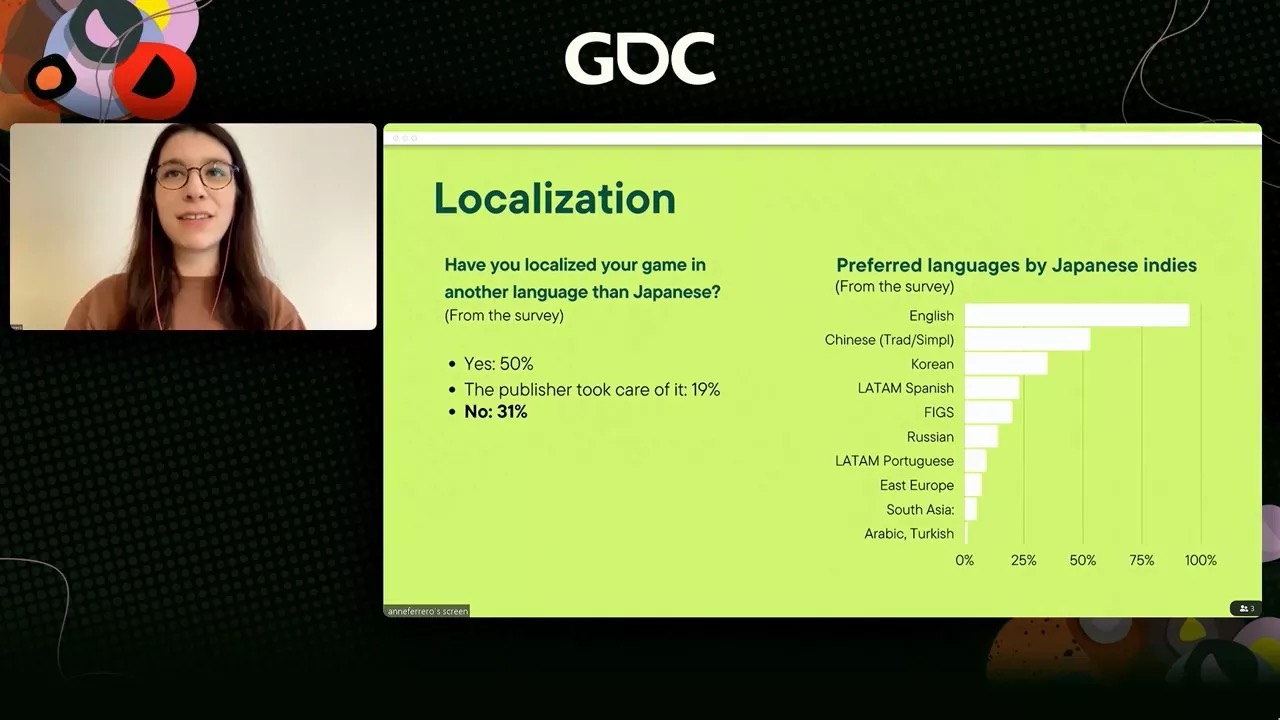 GDC
Localization
Have you localized your game in
another language than Japanese?
(From the survey)
• Yes: 50%
• The publisher took care of it: 19%
• No: 31%
Preferred languages by Japanese indies
(From the survey)
English
Chinese (Trad/Simpl)
Korean
LATAM Spanish
FIGS
Russian
LATAM Portuguese
East Europe
South Asia:
Arabic, Turkish
0% 25% 50% 75% 100%
anneferrero's screen
3